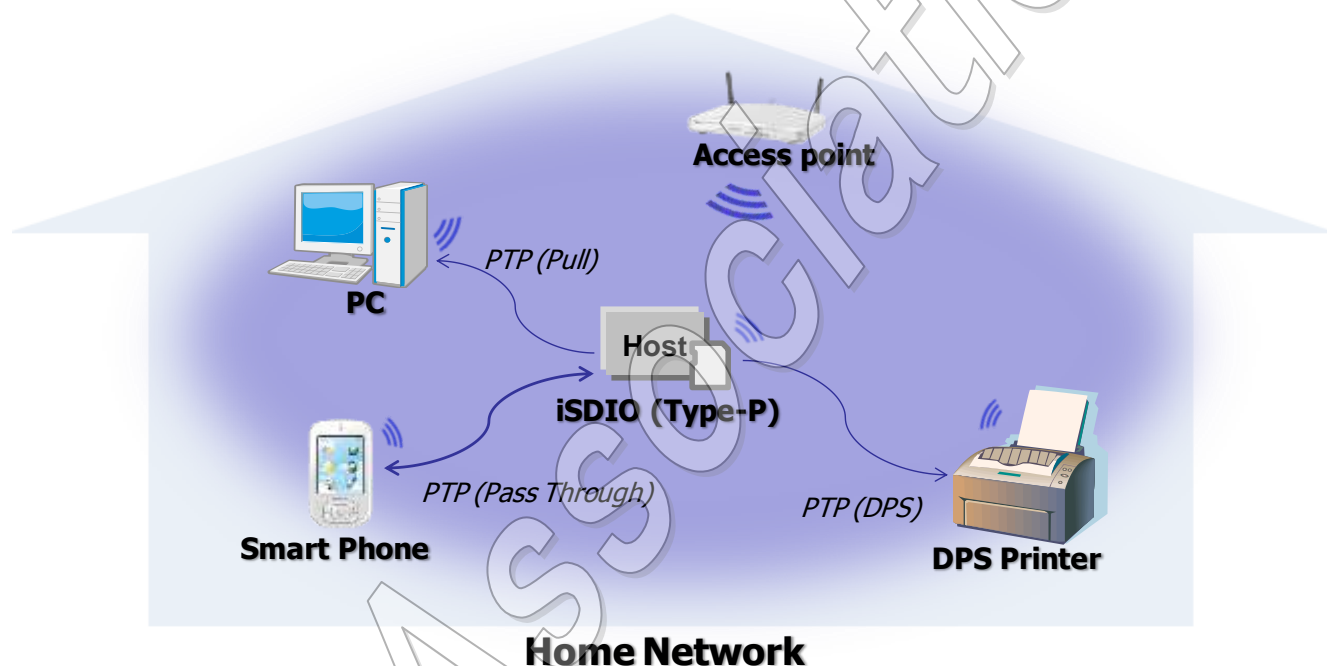 Access point
PTP (Pull)
PC
Host
iSDIO (Type-P)
PTP (Pass Through)
PTP (DPS)
Smart Phone
DPS Printer
Home Network
Associatio